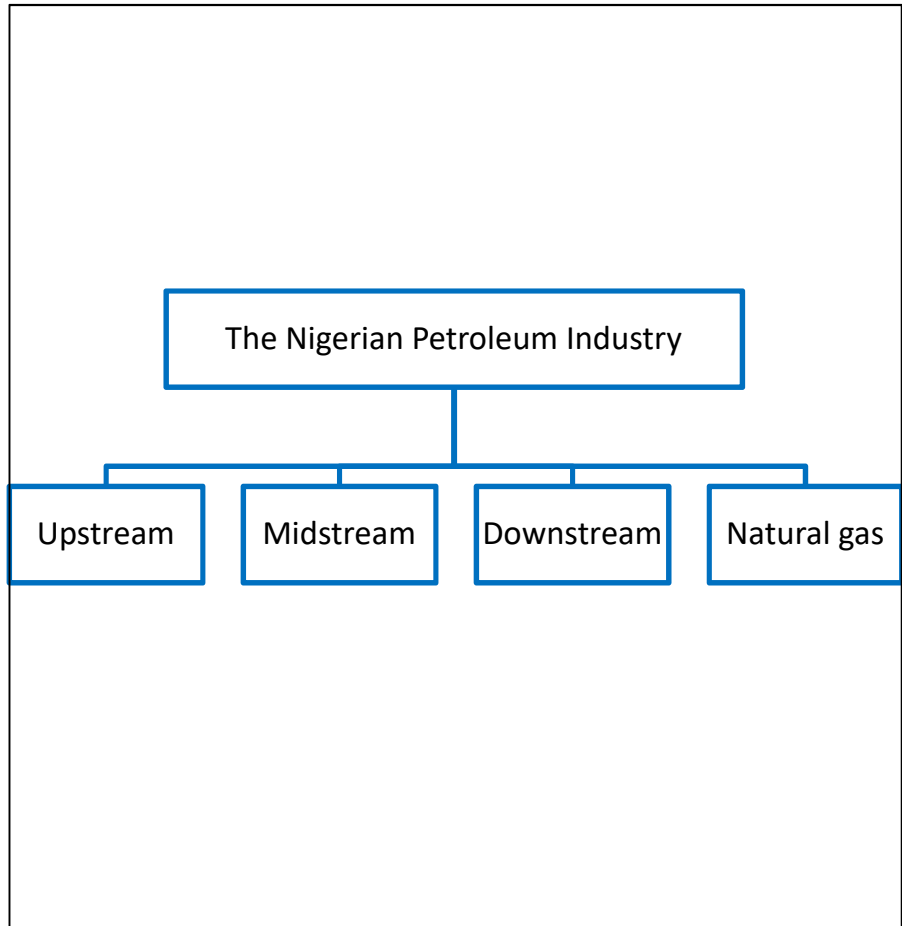 The Nigerian Petroleum Industry
Upstream
Midstream
Downstream
Natural gas